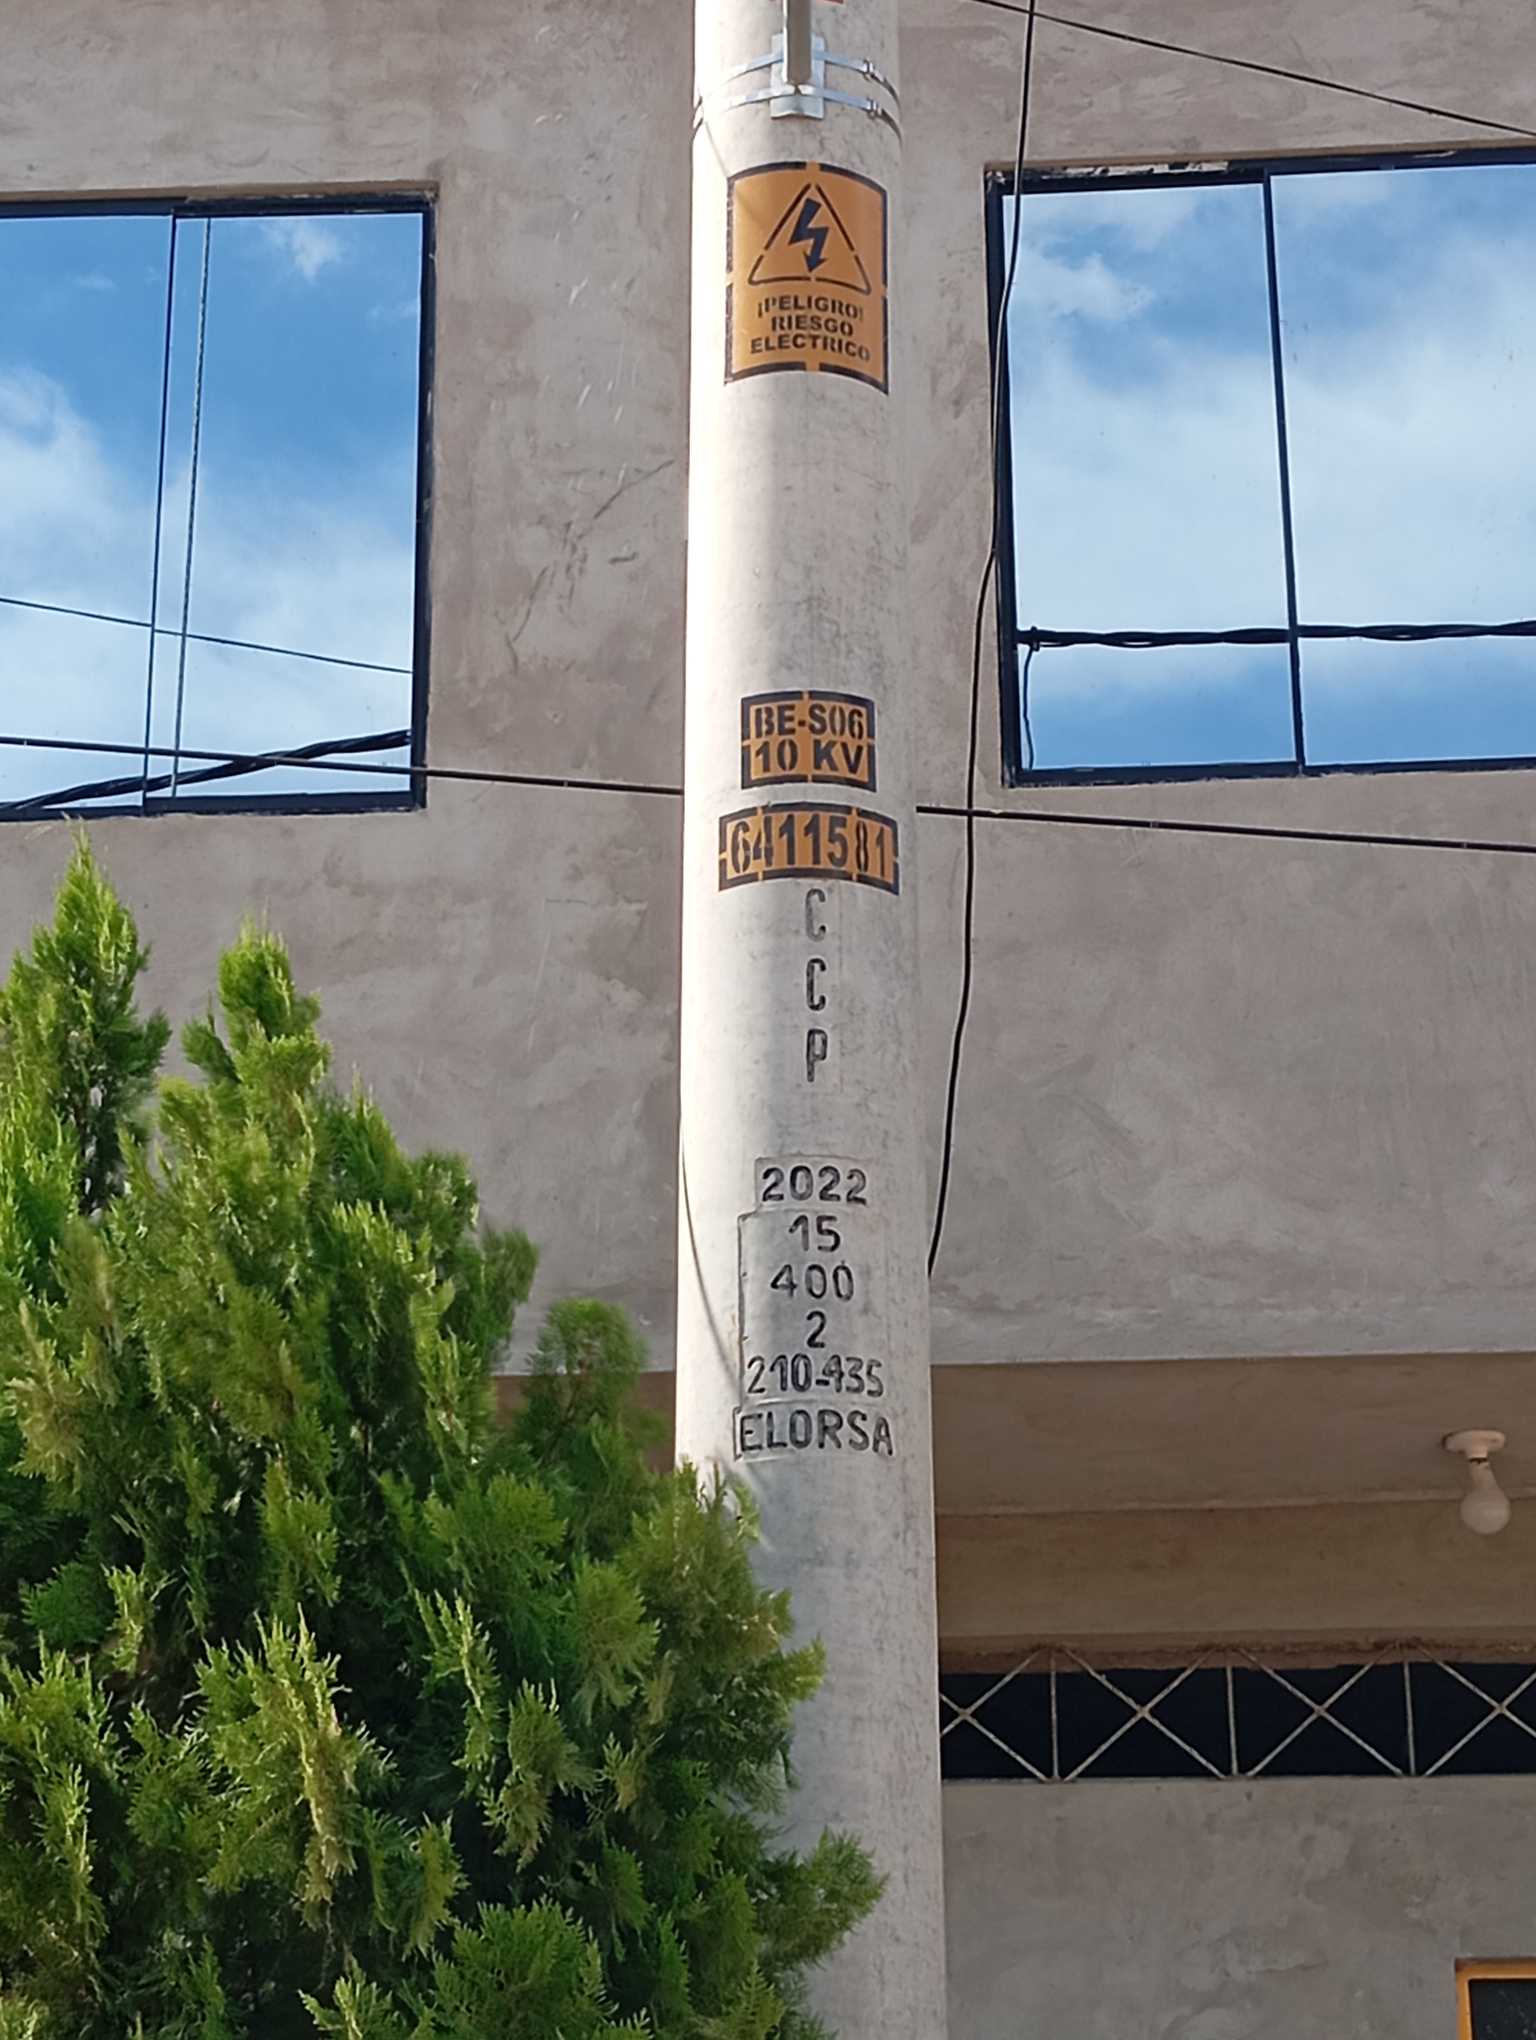 ¡PELIGRO!
RIESGO
ELECTRICO
BE-S06
10 KV
6411581
C
C
P
2022
15
400
2
210-435
ELORSA